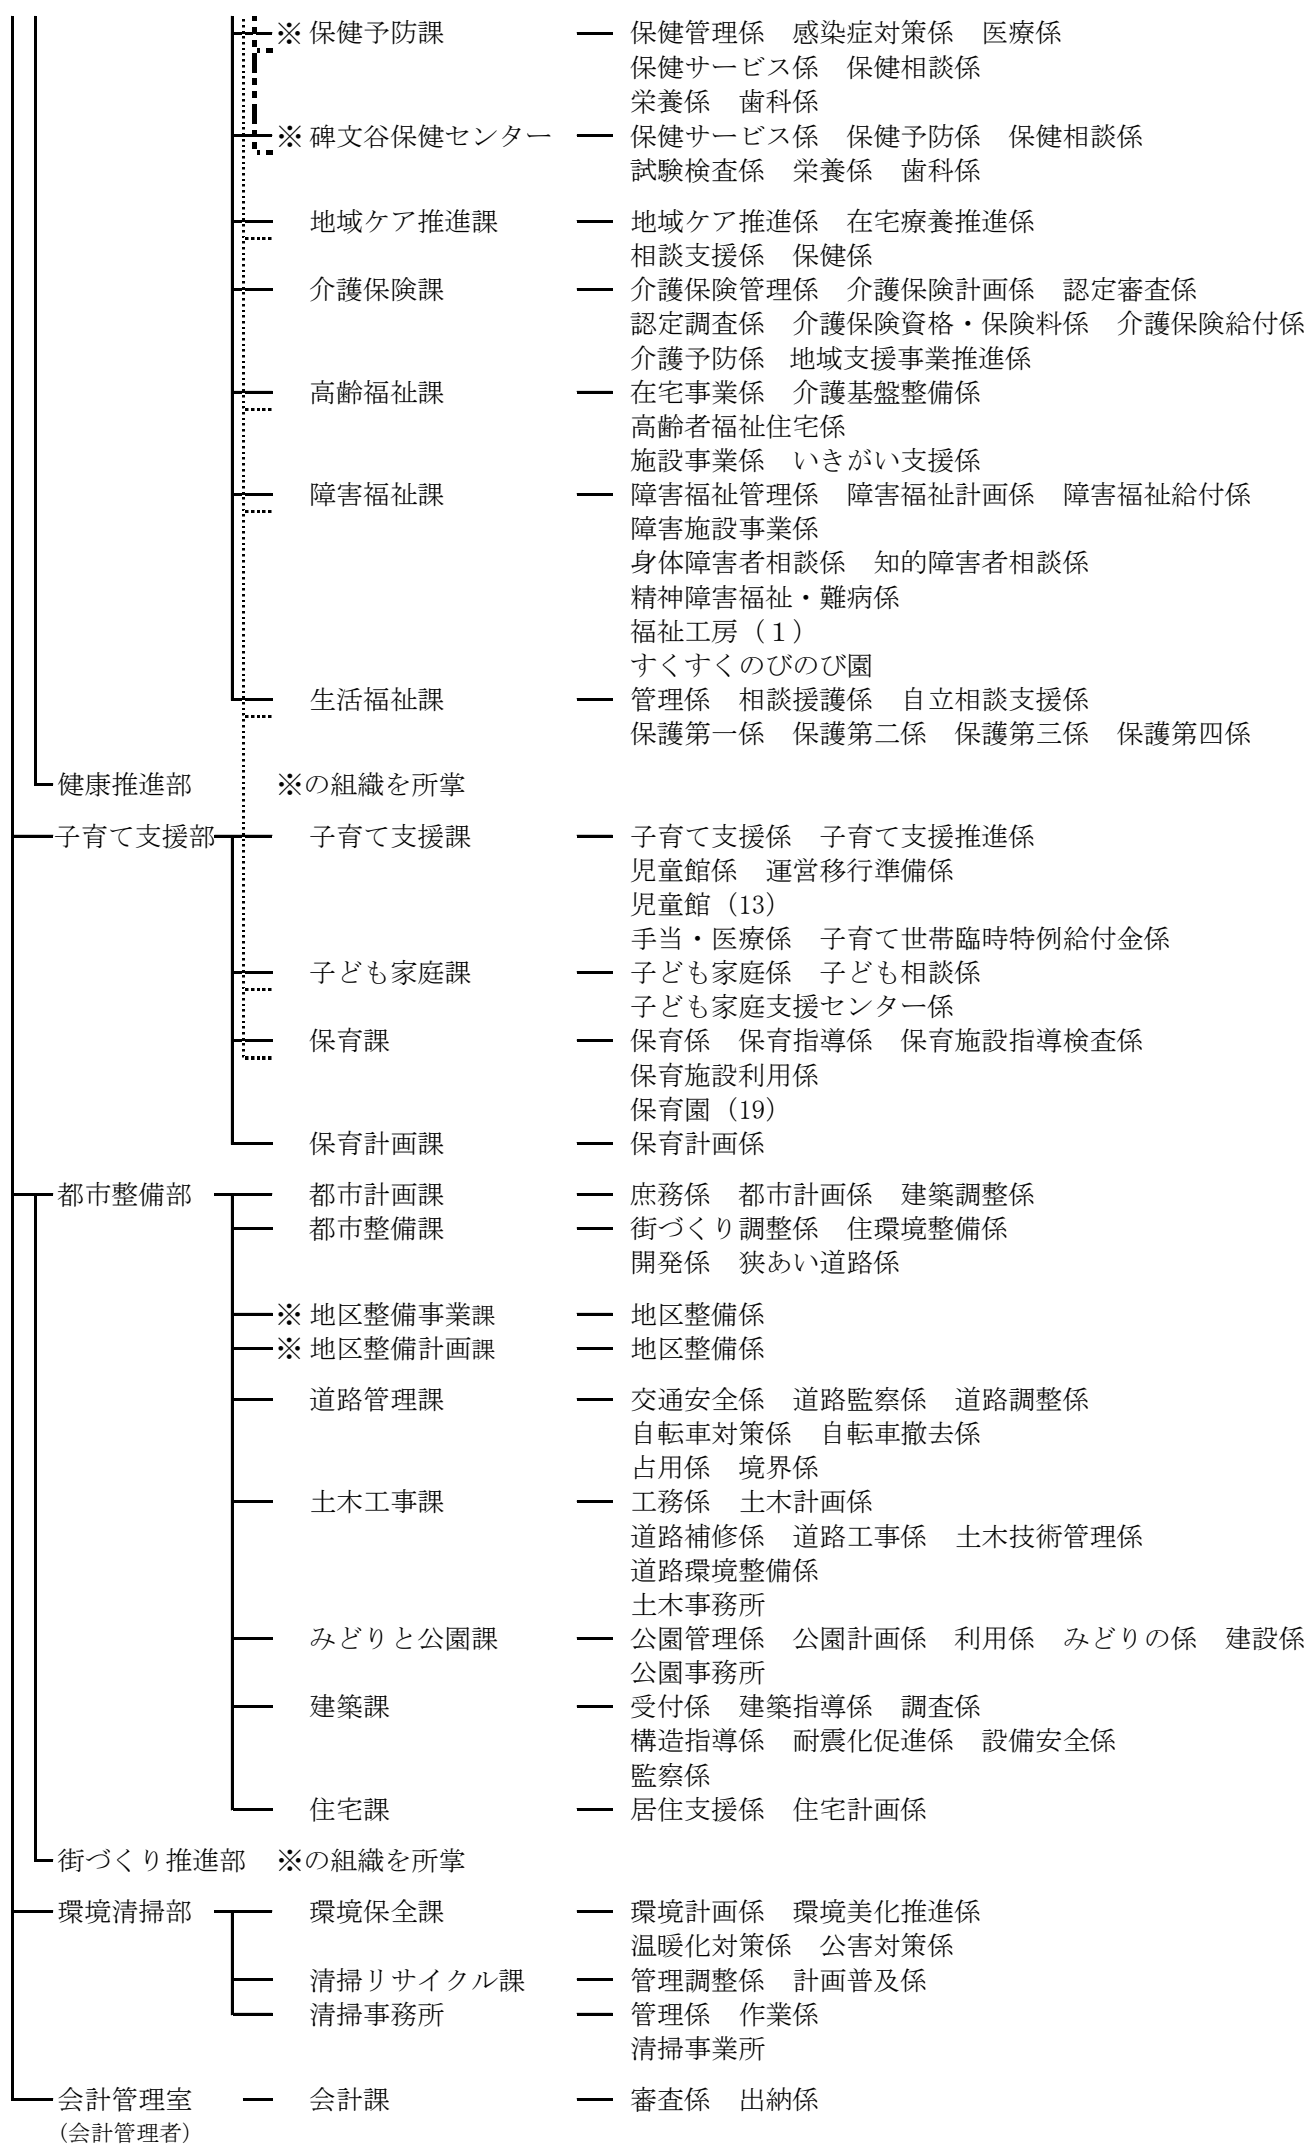 ※ 保健予防課 保健管理係 感染症対策係 医療係
保健サービス係 保健相談係
栄養係 歯科係
※ 碑文谷保健センター 保健サービス係 保健予防係 保健相談係
試験検査係 栄養係 歯科係
地域ケア推進課 地域ケア推進係 在宅療養推進係
相談支援係 保健係
介護保険課 介護保険管理係 介護保険計画係 認定審査係
認定調査係 介護保険資格・保険料係 介護保険給付係
介護予防係 地域支援事業推進係
高齢福祉課 在宅事業係 介護基盤整備係
高齢者福祉住宅係
施設事業係 いきがい支援係
障害福祉課 障害福祉管理係 障害福祉計画係 障害福祉給付係
障害施設事業係
身体障害者相談係 知的障害者相談係
精神障害福祉・難病係
福祉工房（１）
すくすくのびのび園
生活福祉課 管理係 相談援護係 自立相談支援係
保護第一係 保護第二係 保護第三係 保護第四係
健康推進部 ※の組織を所掌
子育て支援部 子育て支援課 子育て支援係 子育て支援推進係
児童館係 運営移行準備係
児童館（13）
手当・医療係 子育て世帯臨時特例給付金係
子ども家庭課 子ども家庭係 子ども相談係
子ども家庭支援センター係
保育課 保育係 保育指導係 保育施設指導検査係
保育施設利用係
保育園（19）
保育計画課 保育計画係
都市整備部 都市計画課 庶務係 都市計画係 建築調整係
都市整備課 街づくり調整係 住環境整備係
開発係 狭あい道路係
※ 地区整備事業課 地区整備係
※ 地区整備計画課 地区整備係
道路管理課 交通安全係 道路監察係 道路調整係
自転車対策係 自転車撤去係
占用係 境界係
土木工事課 工務係 土木計画係
道路補修係 道路工事係 土木技術管理係
道路環境整備係
土木事務所
みどりと公園課 公園管理係 公園計画係 利用係 みどりの係 建設係
公園事務所
建築課 受付係 建築指導係 調査係
構造指導係 耐震化促進係 設備安全係
監察係
住宅課 居住支援係 住宅計画係
街づくり推進部 ※の組織を所掌
環境清掃部 環境保全課 環境計画係 環境美化推進係
温暖化対策係 公害対策係
清掃リサイクル課 管理調整係 計画普及係
清掃事務所 管理係 作業係
清掃事業所
会計管理室 会計課 審査係 出納係
（会計管理者）